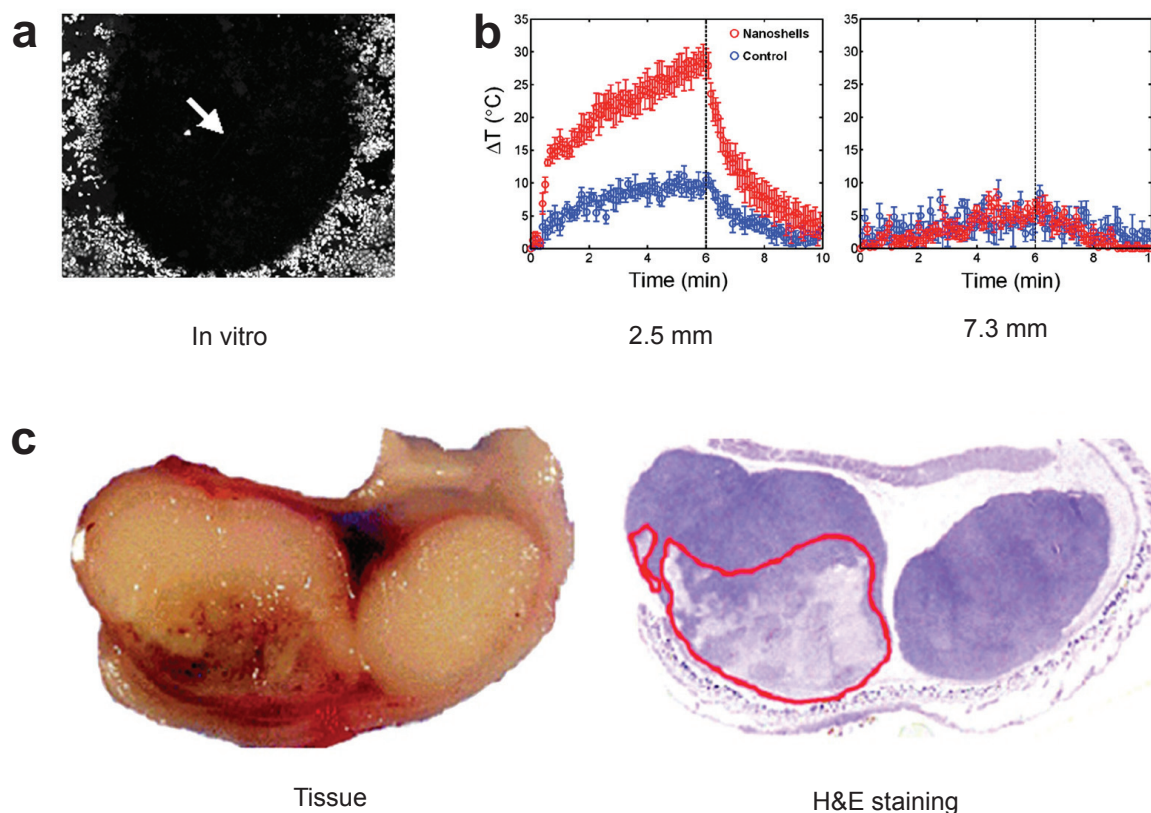 a
In vitro
b
35
30
25
20
15
10
5
0
ΔT (°C)
Nanoshells
Control
0 2 4 6 8 10
Time (min)
2.5 mm
35
30
25
20
15
10
5
0
0 2 4 6 8 1
Time (min)
7.3 mm
c
Tissue
H&E staining